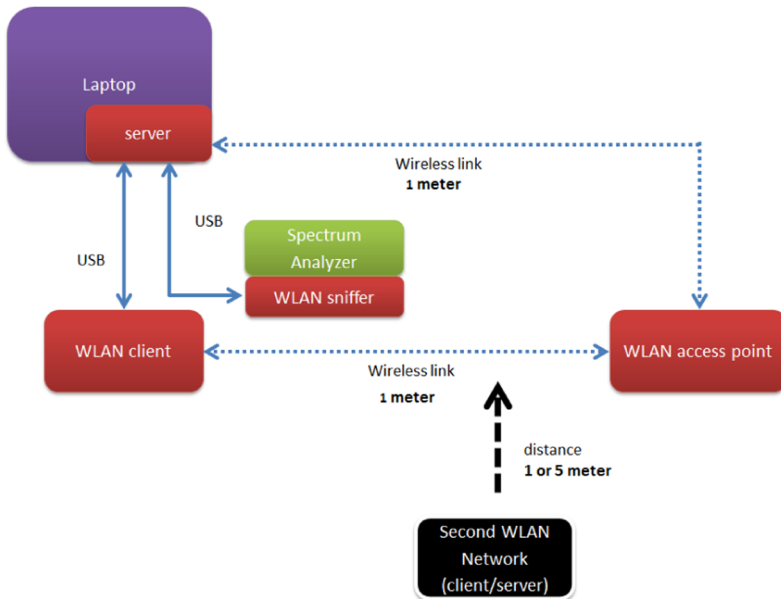 Laptop
server
Wireless link
1 meter
USB
USB
Spectrum
Analyzer
WLAN sniffer
WLAN client
WLAN access point
Wireless link
1 meter
distance
1 or 5 meter
Second WLAN
Network
(client/server)